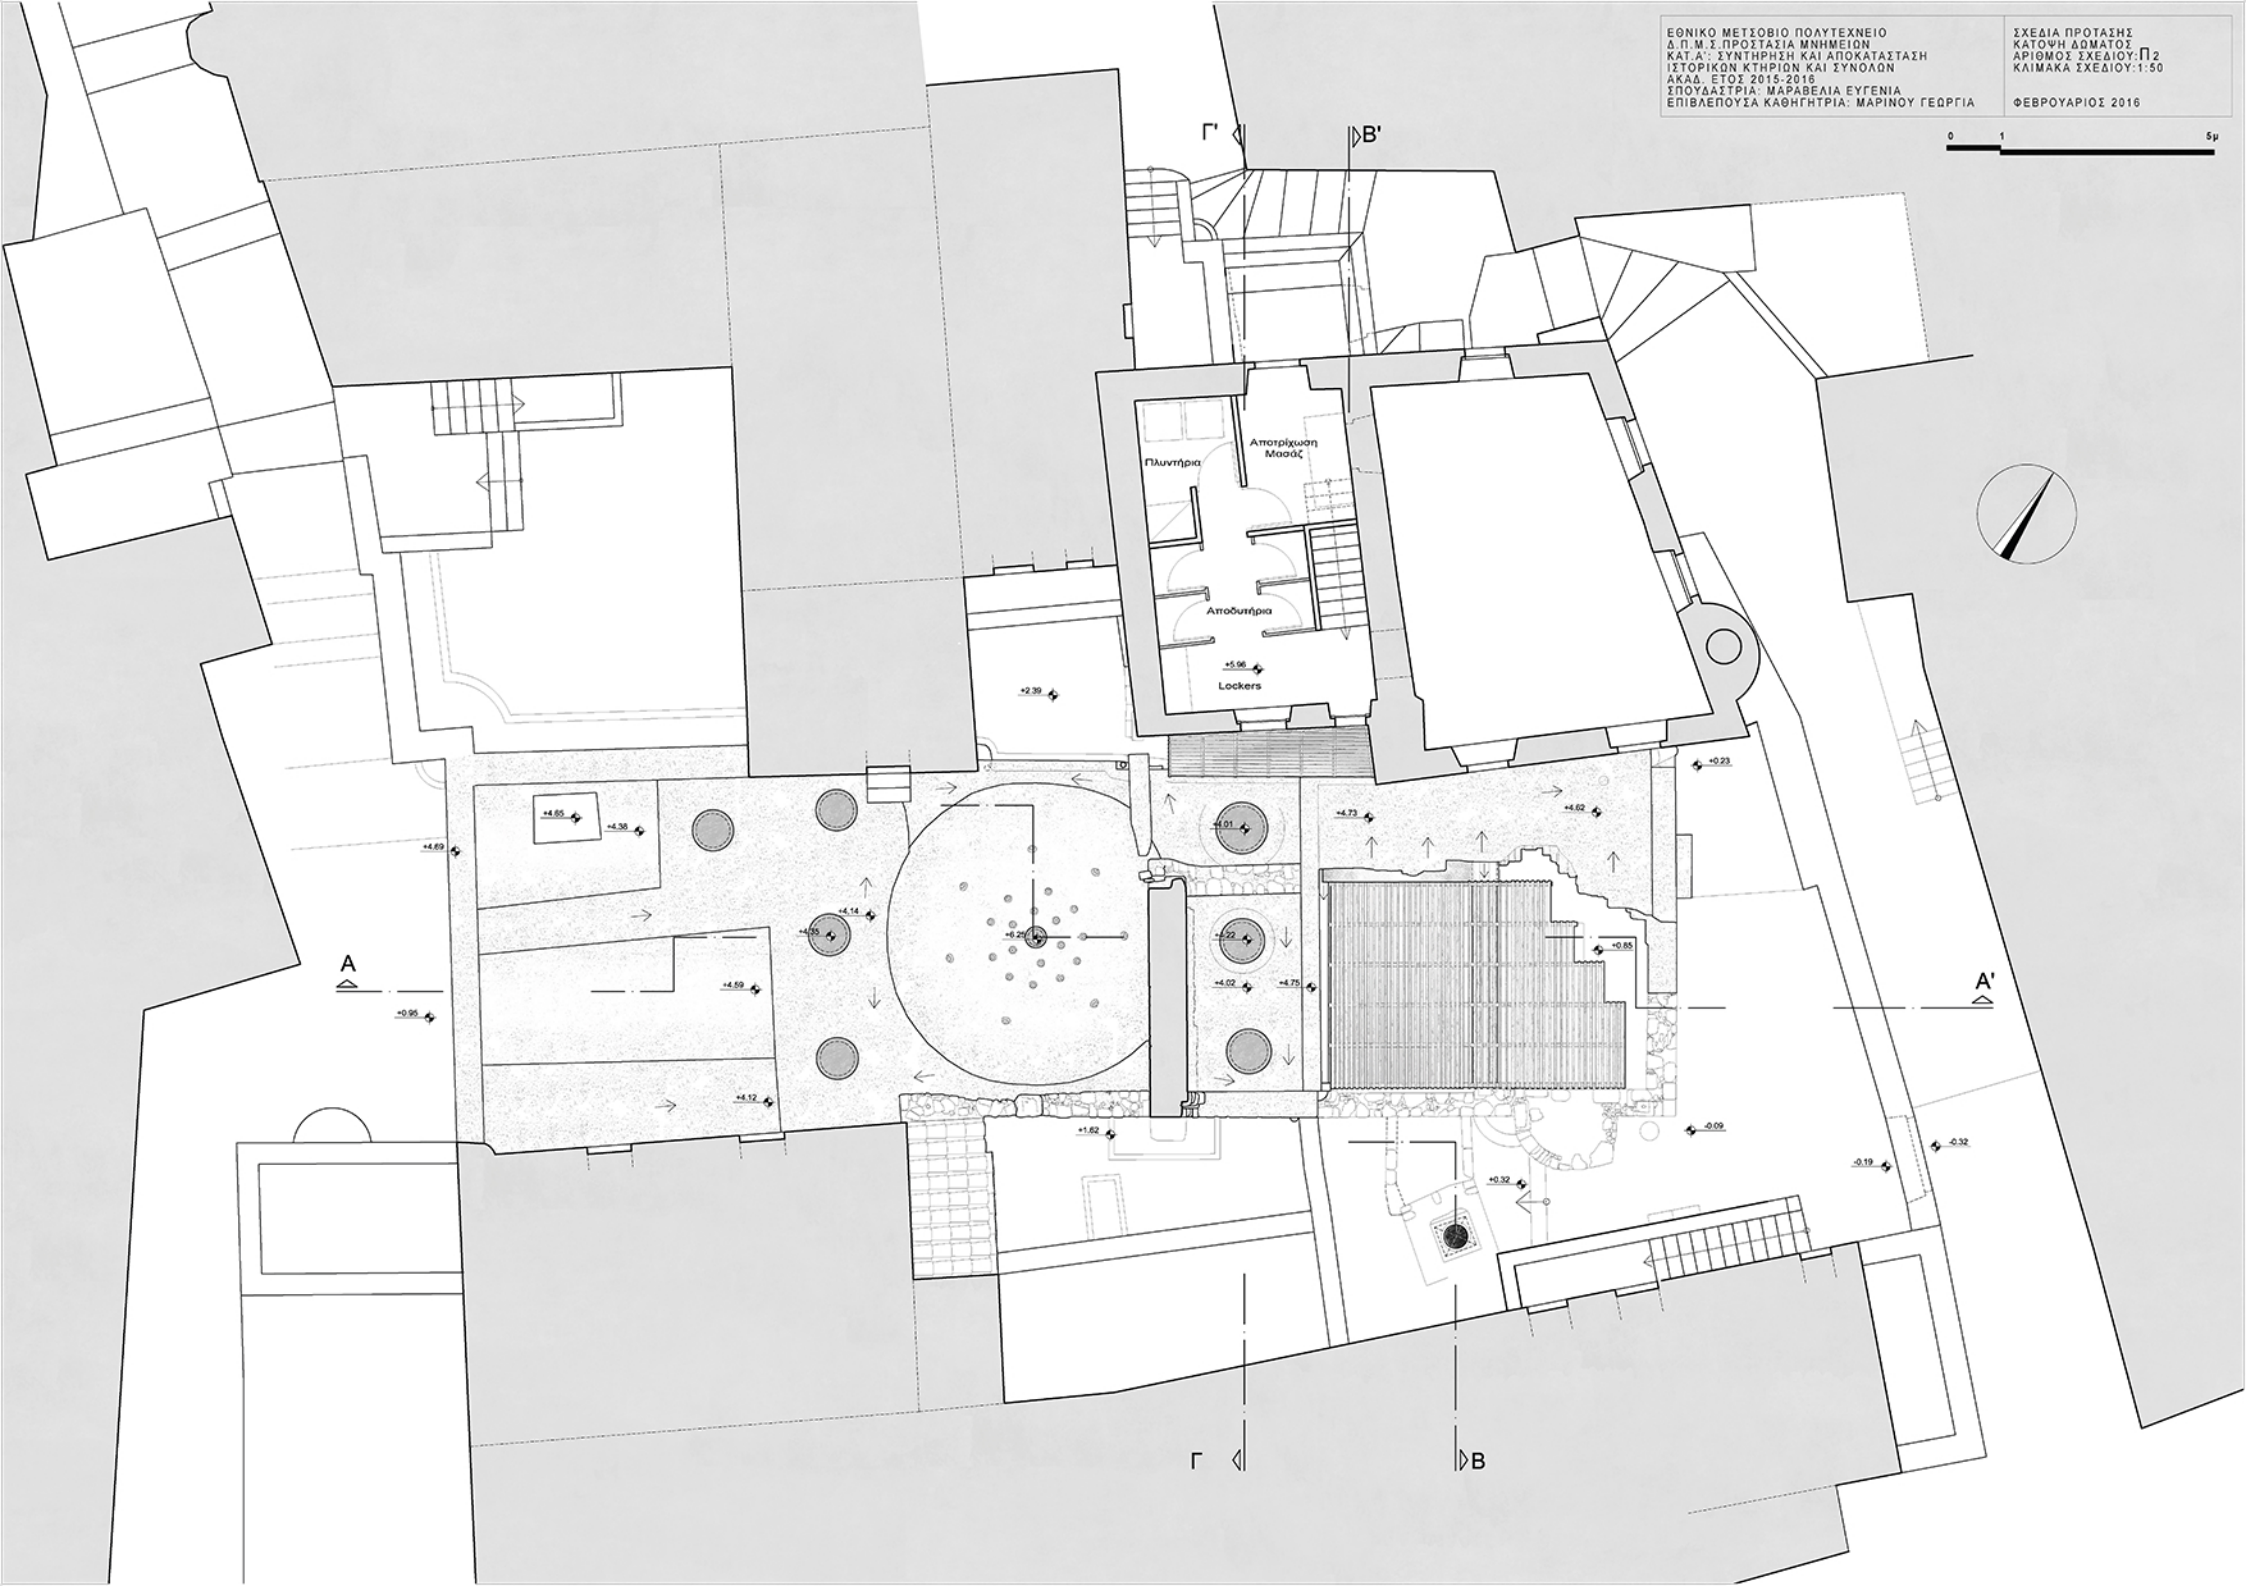 ΕΘΝΙΚΟ ΜΕΤΣΟΒΙΟ ΠΟΛΥΤΕΧΝΕΙΟ
Δ.Π.Μ.Σ.ΠΡΟΣΤΑΣΙΑ ΜΝΗΜΕΙΩΝ
ΚΑΤ.Α': ΣΥΝΤΗΡΗΣΗ ΚΑΙ ΑΠΟΚΑΤΑΣΤΑΣΗ
ΙΣΤΟΡΙΚΩΝ ΚΤΗΡΙΩΝ ΚΑΙ ΣΥΝΟΛΩΝ
ΑΚΑΔ. ΕΤΟΣ 2015-2016
ΣΠΟΥΔΑΣΤΡΙΑ: ΜΑΡΑΒΕΛΙΑ ΕΥΓΕΝΙΑ
ΕΠΙΒΛΕΠΟΥΣΑ ΚΑΘΗΓΗΤΡΙΑ: ΜΑΡΙΝΟΥ ΓΕΩΡΓΙΑ
ΣΧΕΔΙΑ ΠΡΟΤΑΣΗΣ
ΚΑΤΟΨΗ ΔΩΜΑΤΟΣ
ΑΡΙΘΜΟΣ ΣΧΕΔΙΟΥ:Π2
ΚΛΙΜΑΚΑ ΣΧΕΔΙΟΥ:1:50
ΦΕΒΡΟΥΑΡΙΟΣ 2016
0 1 5μ
Γ' Β'
Αποτρίχωση
Μασάζ
Πλυντήρια
Αποδυτήρια
+5.96
Lockers
+2.39
+0.23
+4.65
+4.38
+4.01
+4.73
+4.62
+4.69
+4.14
+4.35
+6.25
+4.22
+0.85
Α
+4.59
+4.02
+4.75
Α'
+0.95
+4.12
+1.62
-0.09
-0.32
-0.19
+0.32
Γ Β